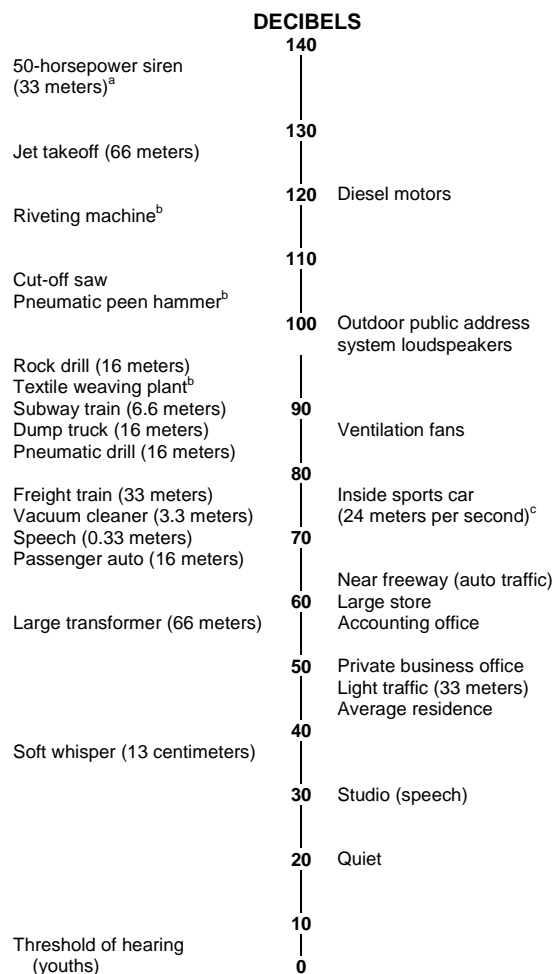 DECIBELS
140
50-horsepower siren
(33 meters)ᵃ
130
Jet takeoff (66 meters)
120 Diesel motors
Riveting machineᵇ
110
Cut-off saw
Pneumatic peen hammerᵇ
100 Outdoor public address
system loudspeakers
Rock drill (16 meters)
Textile weaving plantᵇ
Subway train (6.6 meters) 90
Dump truck (16 meters) Ventilation fans
Pneumatic drill (16 meters)
80
Freight train (33 meters) Inside sports car
Vacuum cleaner (3.3 meters) (24 meters per second)ᶜ
Speech (0.33 meters) 70
Passenger auto (16 meters)
Near freeway (auto traffic)
60 Large store
Large transformer (66 meters) Accounting office
50 Private business office
Light traffic (33 meters)
Average residence
40
Soft whisper (13 centimeters)
30 Studio (speech)
20 Quiet
10
Threshold of hearing
(youths) 0